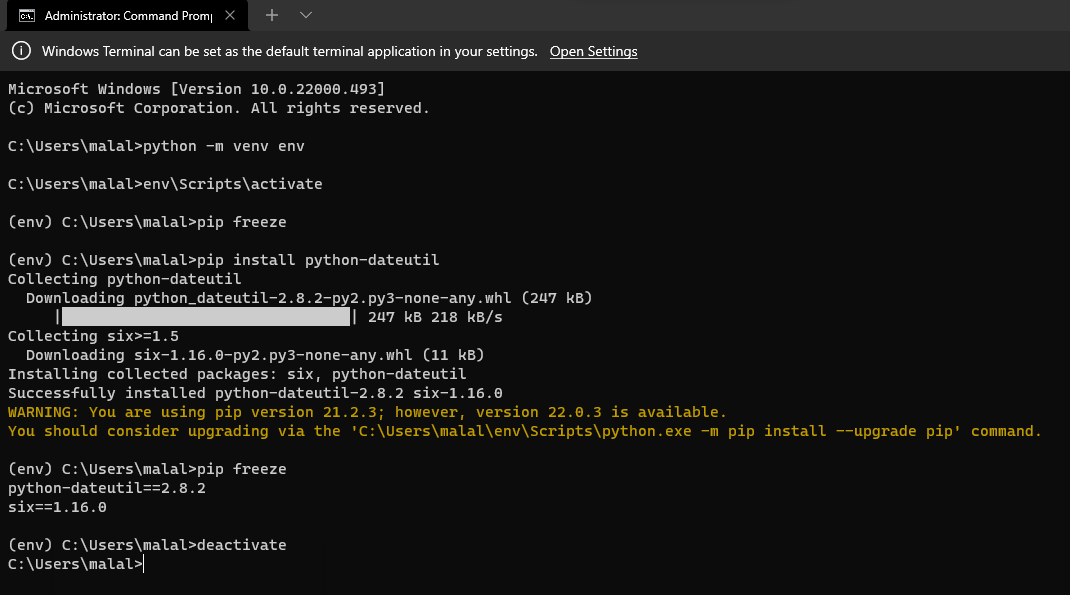 Administrator: Command Promp
Windows Terminal can be set as the default terminal application in your settings. Open Settings
Microsoft Windows [Version 10.0.22000.493]
(c) Microsoft Corporation. All rights reserved.
C:\Users\malal>python -m venv env
C:\Users\malal>env\Scripts\activate
(env) C:\Users\malal>pip freeze
(env) C:\Users\malal>pip install python-dateutil
Collecting python-dateutil
  Downloading python_dateutil-2.8.2-py2.py3-none-any.whl (247 kB)
     |████████████████████████████████| 247 kB 218 kB/s
Collecting six>=1.5
  Downloading six-1.16.0-py2.py3-none-any.whl (11 kB)
Installing collected packages: six, python-dateutil
Successfully installed python-dateutil-2.8.2 six-1.16.0
WARNING: You are using pip version 21.2.3; however, version 22.0.3 is available.
You should consider upgrading via the 'C:\Users\malal\env\Scripts\python.exe -m pip install --upgrade pip' command.
(env) C:\Users\malal>pip freeze
python-dateutil==2.8.2
six==1.16.0
(env) C:\Users\malal>deactivate
C:\Users\malal>